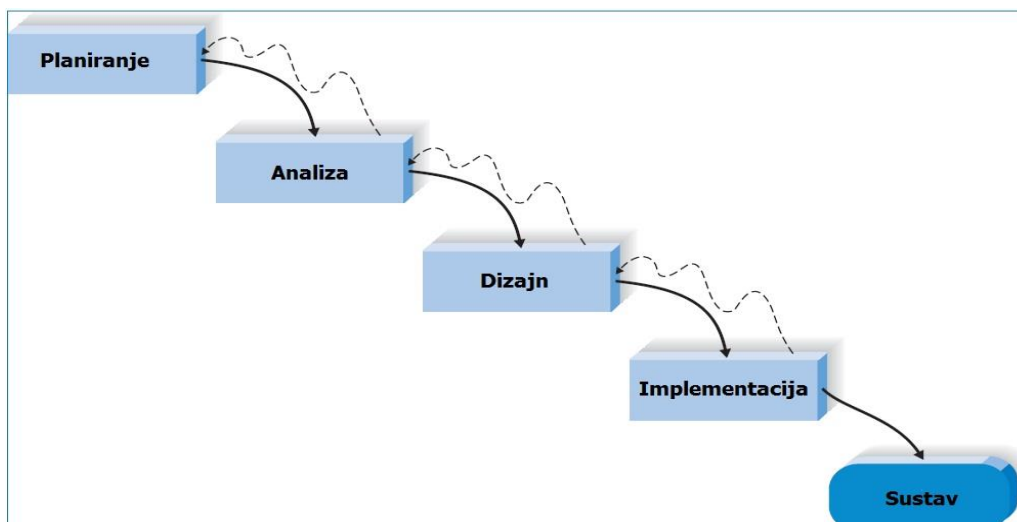 Planiranje
Analiza
Dizajn
Implementacija
Sustav